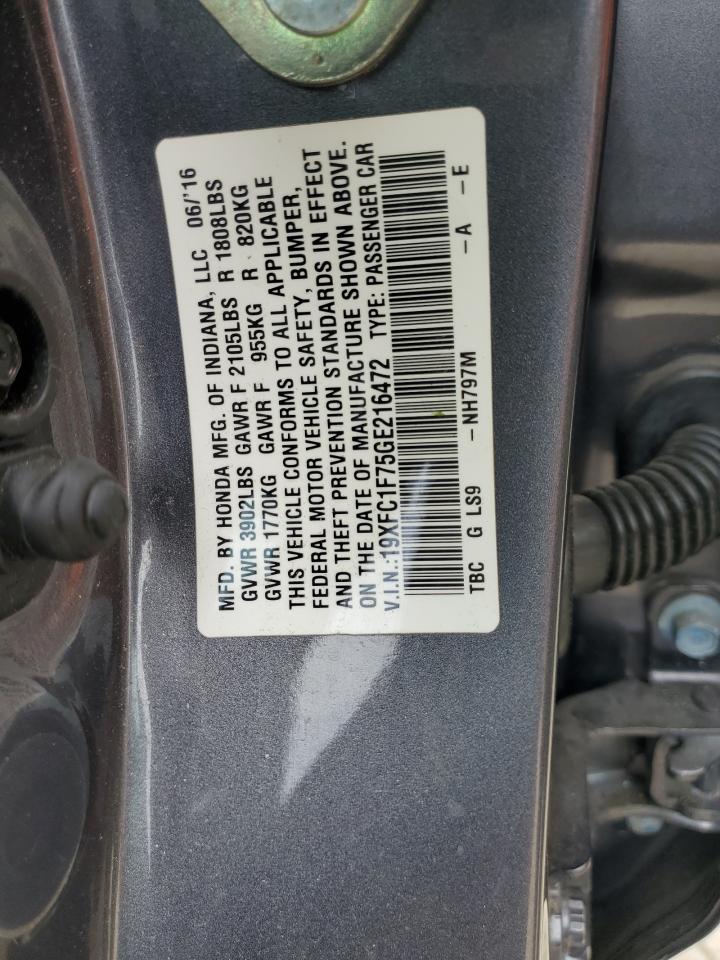 MFD. BY HONDA MFG. OF INDIANA, LLC 06/'16
GVWR 3902LBS GAWR F 2105LBS R 1808LBS
GVWR 1770KG GAWR F 955KG R 820KG
THIS VEHICLE CONFORMS TO ALL APPLICABLE
FEDERAL MOTOR VEHICLE SAFETY, BUMPER,
AND THEFT PREVENTION STANDARDS IN EFFECT
ON THE DATE OF MANUFACTURE SHOWN ABOVE.
V.I.N.:19XFC1F75GE216472 TYPE: PASSENGER CAR
TBC G LS9 -NH797M -A -E